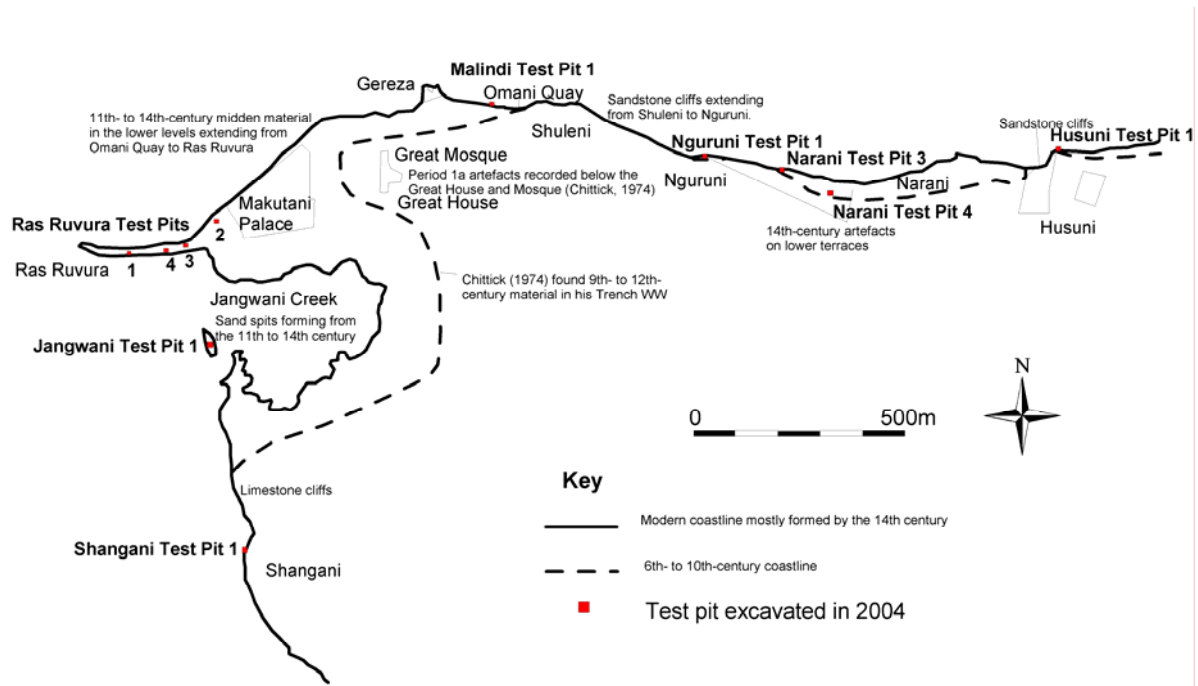 Malindi Test Pit 1
Gereza
Omani Quay
11th- to 14th-century midden material
in the lower levels extending from
Omani Quay to Ras Ruvura
Shuleni
Sandstone cliffs extending
from Shuleni to Nguruni.
Sandstone cliffs
Husuni Test Pit 1
Nguruni Test Pit 1
Great Mosque
Period 1a artefacts recorded below the
Great House and Mosque (Chittick, 1974)
Great House
Narani Test Pit 3
Nguruni
Narani
Narani Test Pit 4
Makutani
Palace
Ras Ruvura Test Pits
2
14th-century artefacts
on lower terraces
Husuni
1
4
3
Ras Ruvura
Chittick (1974) found 9th- to 12th-
century material in his Trench WW
Jangwani Creek
Sand spits forming from
the 11th to 14th century
Jangwani Test Pit 1
N
0
500m
Key
Limestone cliffs
Modern coastline mostly formed by the 14th century
Shangani Test Pit 1
Shangani
6th- to 10th-century coastline
Test pit excavated in 2004